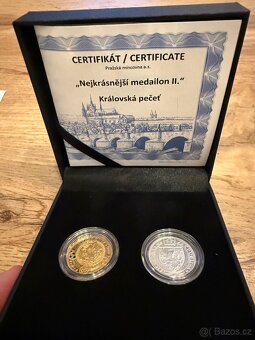 CERTIFIKÁT / CERTIFICATE
Pražská mincovna a.s.
„Nejkrásnější medailon II.“
Královská pečeť
Bazos.cz